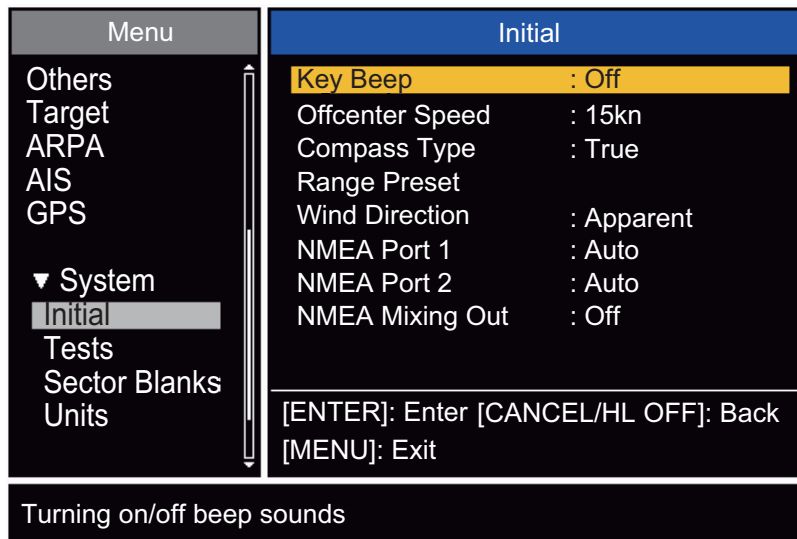 Menu
Others
Target
ARPA
AIS
GPS
▼ System
Initial
Tests
Sector Blanks
Units
Initial
Key Beep : Off
Offcenter Speed : 15kn
Compass Type : True
Range Preset
Wind Direction : Apparent
NMEA Port 1 : Auto
NMEA Port 2 : Auto
NMEA Mixing Out : Off
[ENTER]: Enter [CANCEL/HL OFF]: Back
[MENU]: Exit
Turning on/off beep sounds